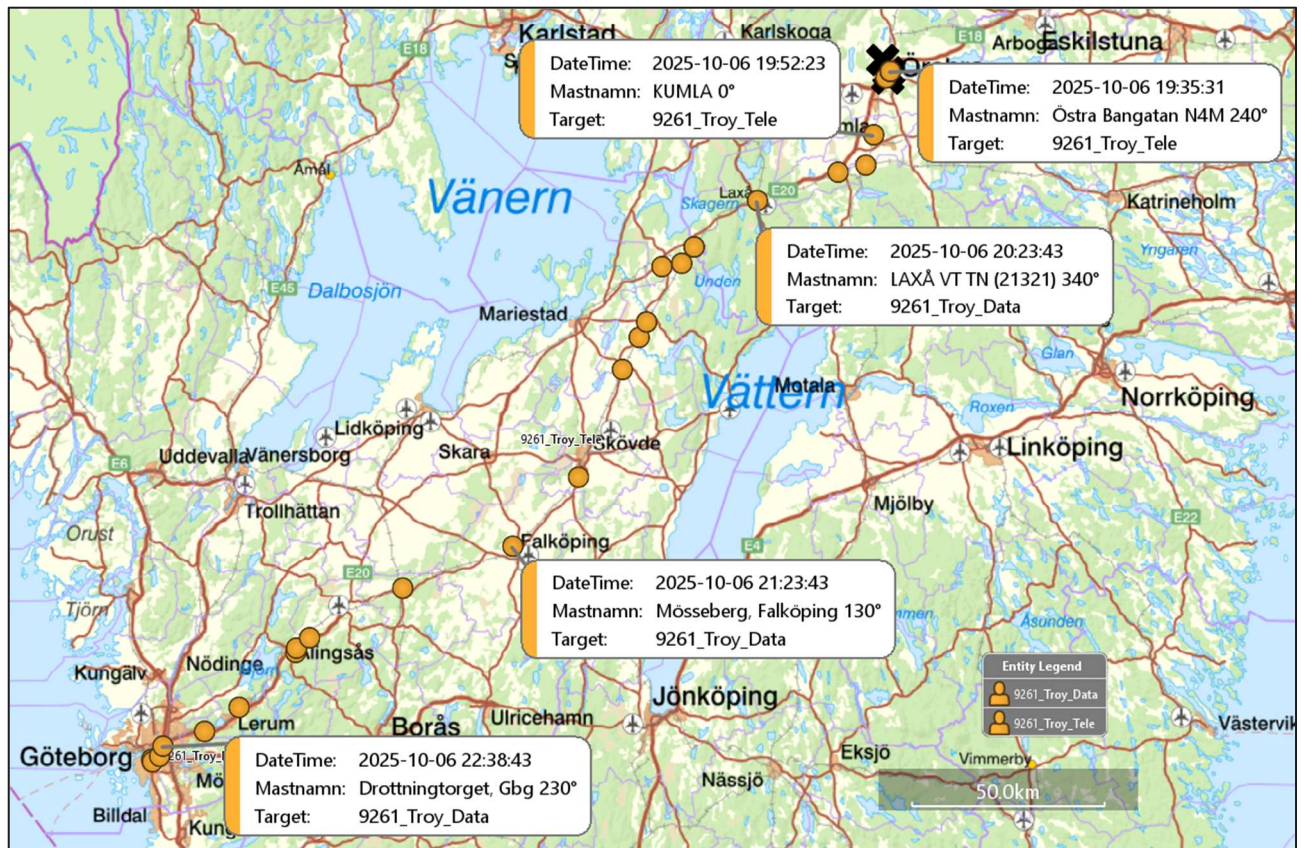 Karlstad
Karlskoga
E18
E18
Arboga
Eskilstuna
DateTime: 2025-10-06 19:52:23
Mastnamn: KUMLA 0°
Target: 9261_Troy_Tele
DateTime: 2025-10-06 19:35:31
Mastnamn: Östra Bangatan N4M 240°
Target: 9261_Troy_Tele
Åmål
Vänern
Laxå
E20
Skagern
Katrineholm
Yngaren
DateTime: 2025-10-06 20:23:43
Mastnamn: LAXÅ VT TN (21321) 340°
Target: 9261_Troy_Data
E45
Dalbosjön
Unden
Mariestad
Glan
Vättern
Motala
Norrköping
Roxen
Lidköping
9261_Troy_Tele
Skövde
Skara
Linköping
E6
Uddevalla
Vänersborg
Trollhättan
Mjölby
E22
Orust
Falköping
E4
E20
DateTime: 2025-10-06 21:23:43
Mastnamn: Mösseberg, Falköping 130°
Target: 9261_Troy_Data
Tjörn
Åsunden
Nödinge
Alingsås
Kungälv
Entity Legend
9261_Troy_Data
9261_Troy_Tele
Jönköping
Lerum
Borås
Ulricehamn
Västervik
Göteborg
Eksjö
Vimmerby
Nässjö
DateTime: 2025-10-06 22:38:43
Mastnamn: Drottningtorget, Gbg 230°
Target: 9261_Troy_Data
50.0km
Billdal